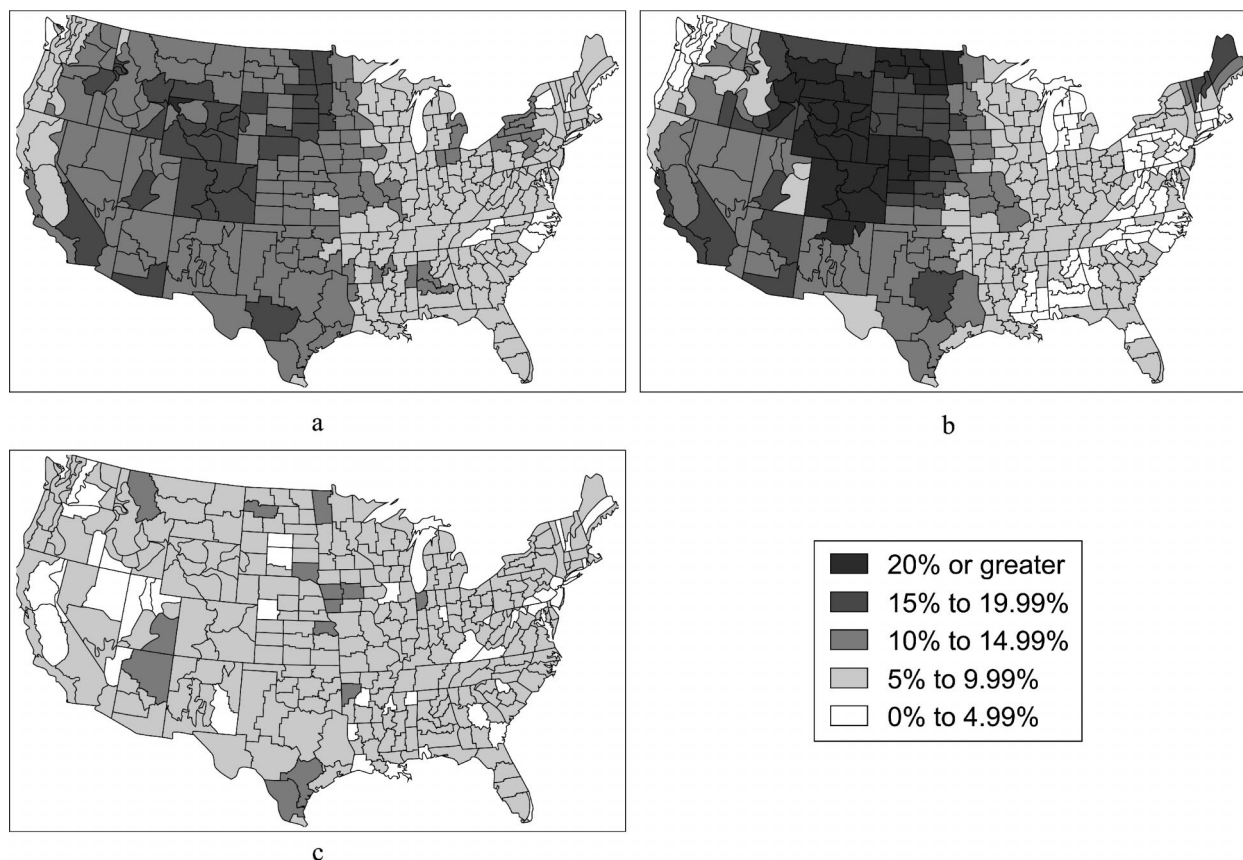 a
b
c
20% or greater
15% to 19.99%
10% to 14.99%
5% to 9.99%
0% to 4.99%